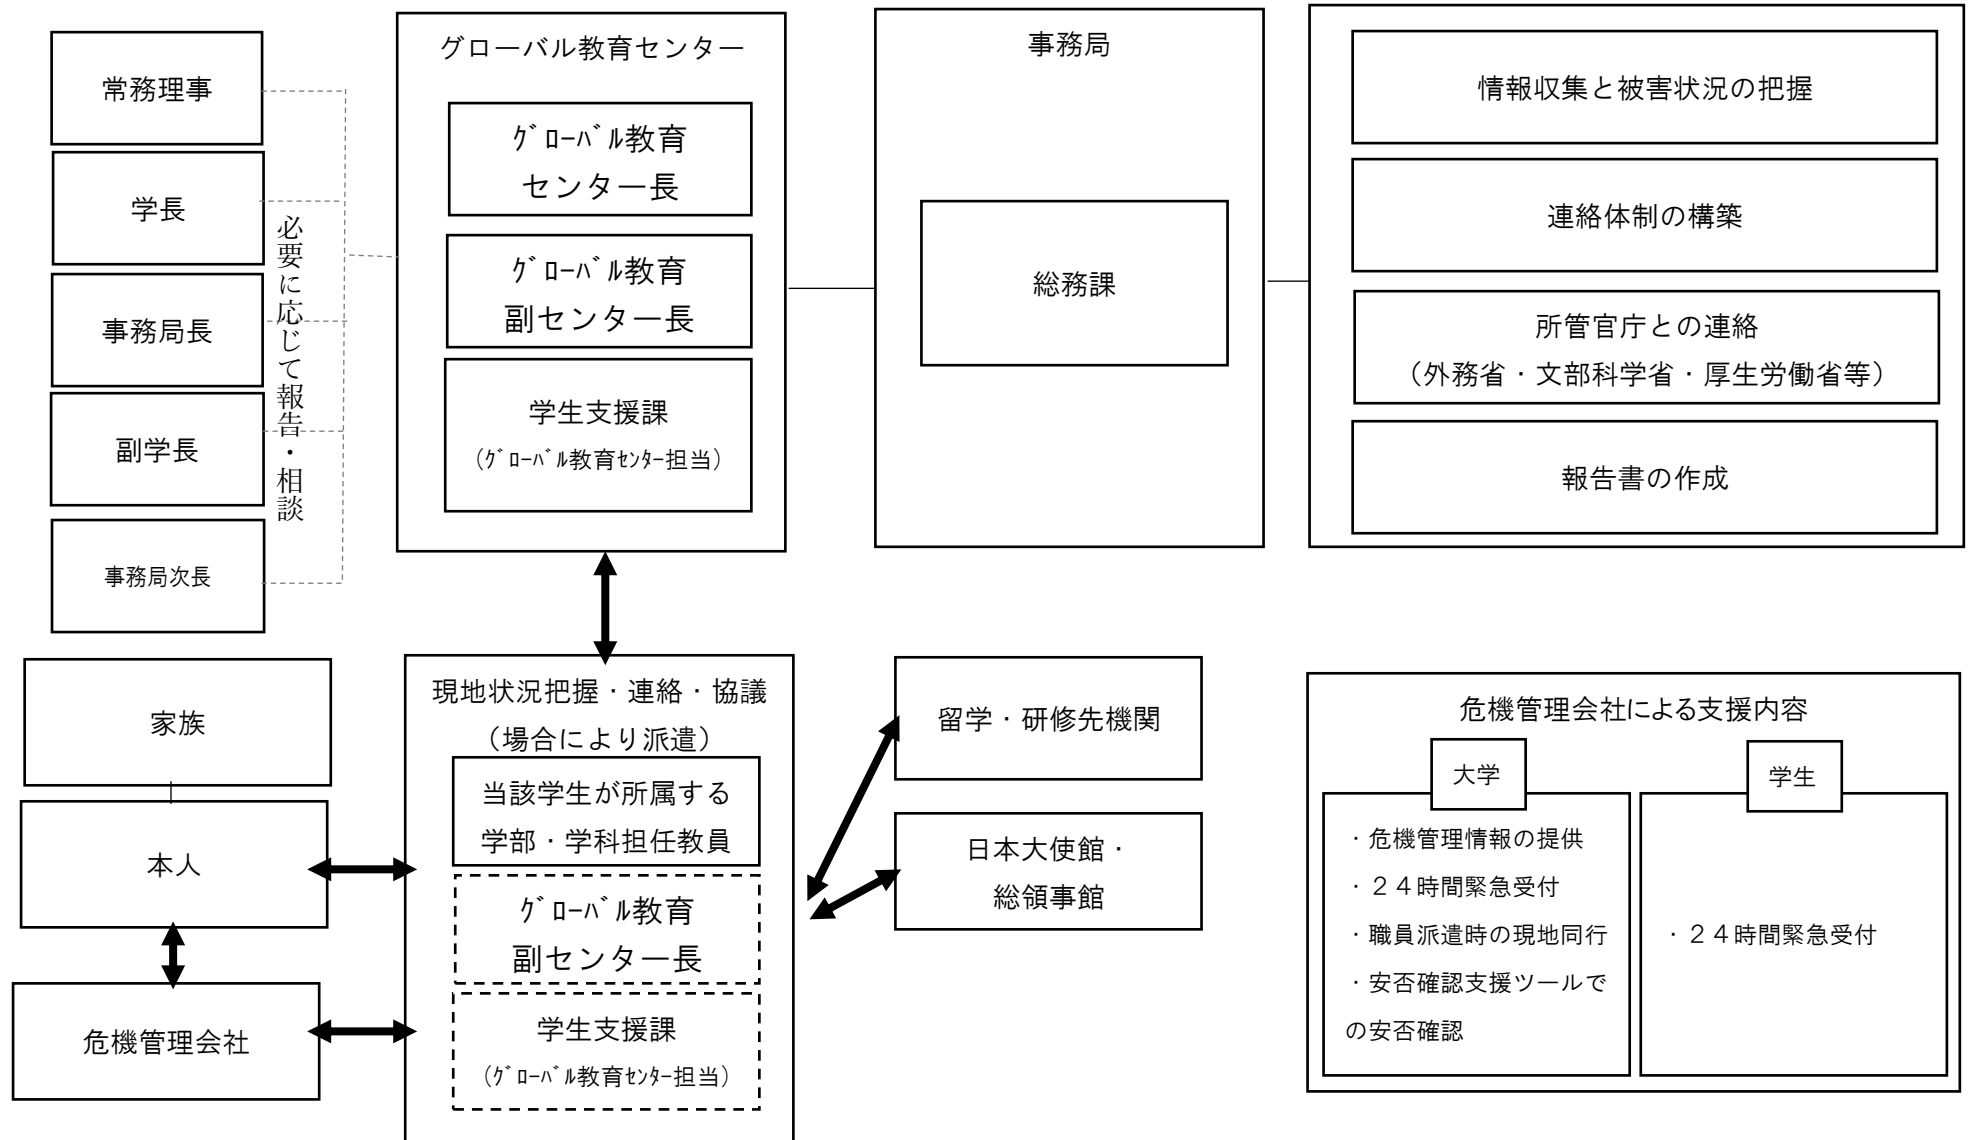 常務理事
学長
事務局長
副学長
事務局次長
必要に応じて報告・相談
グローバル教育センター
ｸﾞﾛｰﾊﾞﾙ教育
センター長
ｸﾞﾛｰﾊﾞﾙ教育
副センター長
学生支援課
（ｸﾞﾛｰﾊﾞﾙ教育ｾﾝﾀｰ担当）
事務局
総務課
情報収集と被害状況の把握
連絡体制の構築
所管官庁との連絡
（外務省・文部科学省・厚生労働省等）
報告書の作成
家族
本人
危機管理会社
現地状況把握・連絡・協議
（場合により派遣）
当該学生が所属する
学部・学科担任教員
ｸﾞﾛｰﾊﾞﾙ教育
副センター長
学生支援課
（ｸﾞﾛｰﾊﾞﾙ教育ｾﾝﾀｰ担当）
留学・研修先機関
日本大使館・
総領事館
危機管理会社による支援内容
大学
・危機管理情報の提供
・２４時間緊急受付
・職員派遣時の現地同行
・安否確認支援ツールで
の安否確認
学生
・２４時間緊急受付